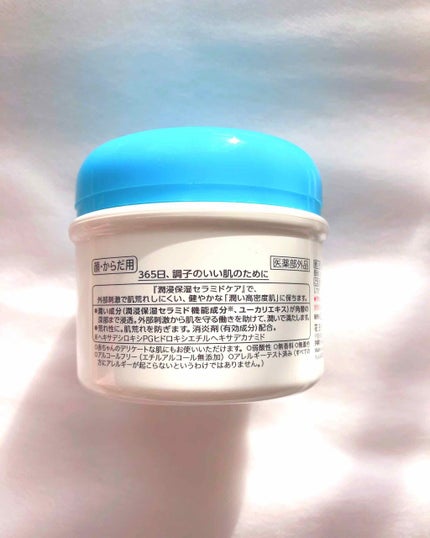 顔・からだ用 医薬部外品
365日、調子のいい肌のために
『潤浸保湿セラミドケア』で、
外部刺激で肌荒れしにくい、健やかな「潤い高密度肌」に保ちます。
●潤い成分(潤浸保湿セラミド機能成分※、ユーカリエキス)が角層の
深部まで浸透。外部刺激から肌を守る働きを助けて、潤いで満たします。
●荒れ性に。肌荒れを防ぎます。消炎剤(有効成分)配合。
※ヘキサデシロキシPGヒドロキシエチルヘキサデカナミド
○赤ちゃんのデリケートな肌にもお使いいただけます。○弱酸性 ○無香料 ○無着色
○アルコールフリー(エチルアルコール無添加) ○アレルギーテスト済み(すべての
方にアレルギーが起こらないというわけではありません。)